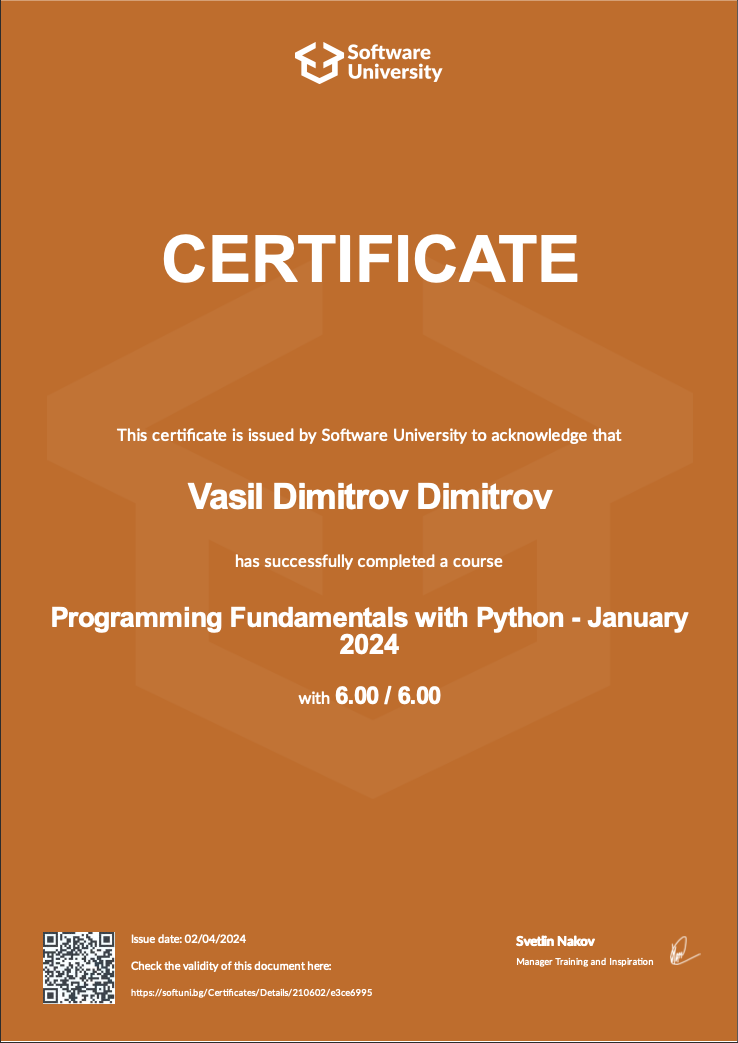 Software
University
CERTIFICATE
This certificate is issued by Software University to acknowledge that
Vasil Dimitrov Dimitrov
has successfully completed a course
Programming Fundamentals with Python - January
2024
with 6.00 / 6.00
Issue date: 02/04/2024
Check the validity of this document here:
https://softuni.bg/Certificates/Details/210602/e3ce6995
Svetlin Nakov
Manager Training and Inspiration